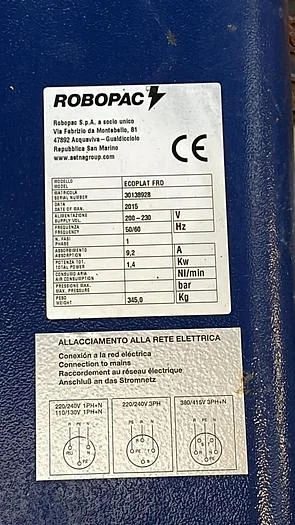 ROBOPAC
Robopac S.p.A. a socio unico
Via Fabrizio da Montebello, 81
47892 Acquaviva - Gualdicciolo
Repubblica San Marino
www.aetnagroup.com
CE
MODELLO
MODEL
ECOPLAT FRD
MATRICOLA
SERIAL NUMBER
30138928
DATA
DATE OF MAN.
2015
ALIMENTAZIONE
SUPPLY VOL.
200-230 V
FREQUENZA
FREQUENCY
50/60 Hz
N. FASI
PHASE
1
ASSORBIMENTO
ABSORPTION
9,2 A
POTENZA TOT.
TOTAL POWER
1,4 Kw
CONSUMO ARIA
AIR CONSUMPTION
Nl/min
PRESSIONE MAX.
MAX. PRESSURE
bar
PESO
WEIGHT
345,0 Kg
ALLACCIAMENTO ALLA RETE ELETTRICA
Conexión a la red eléctrica
Connection to mains
Raccordement au réseau électrique
Anschluß an das Stromnetz
220/240V 1PH+N
110/130V 1PH+N
220/240V 3PH
380/415V 3PH+N